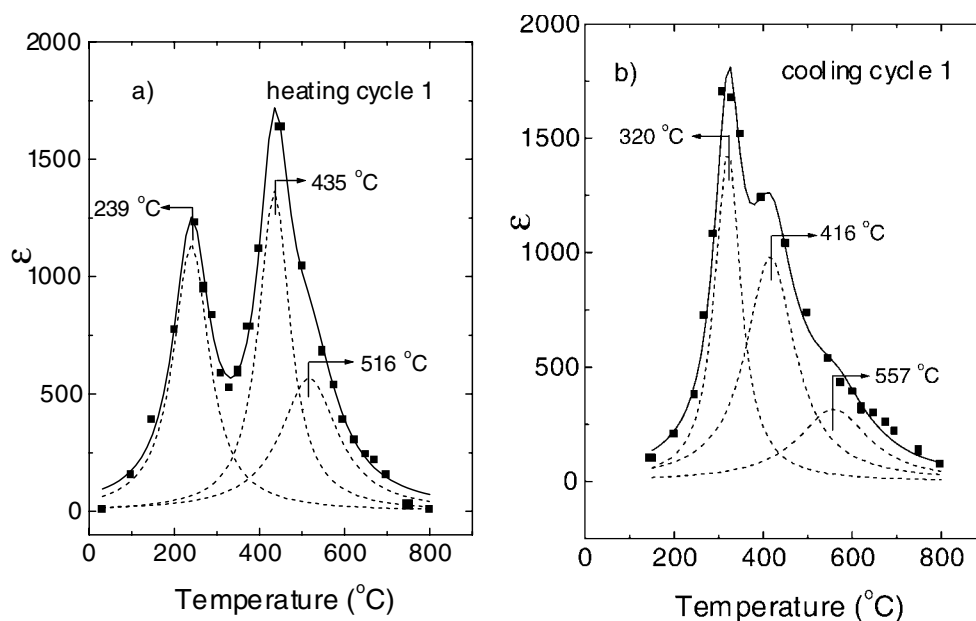 a)
heating cycle 1
2000
1500
1000
500
0
ε
239 °C
435 °C
516 °C
0 200 400 600 800
Temperature (°C)
b)
cooling cycle 1
2000
1500
1000
500
0
ε
320 °C
416 °C
557 °C
0 200 400 600 800
Temperature (°C)